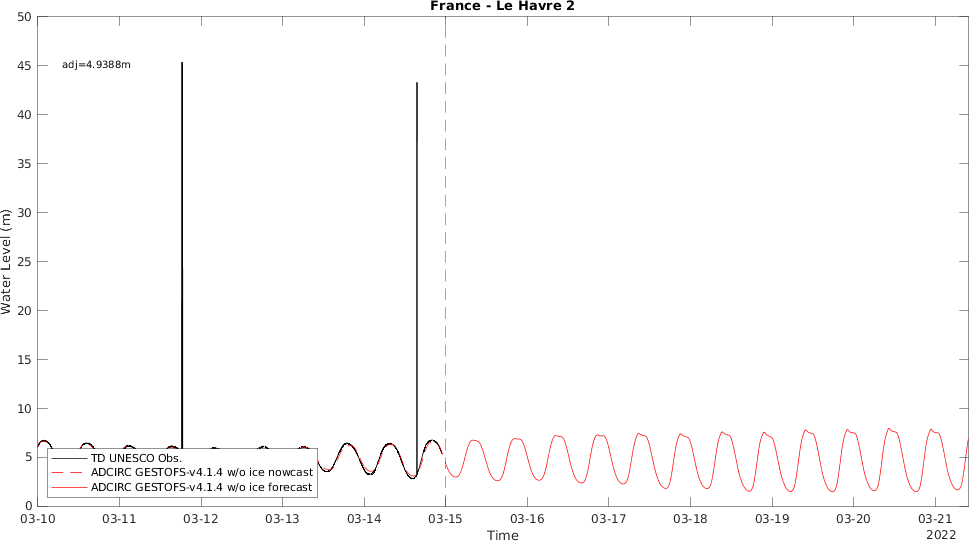 France - Le Havre 2
50
45
40
35
30
25
20
15
10
5
0
Water Level (m)
adj=4.9388m
TD UNESCO Obs.
ADCIRC GESTOFS-v4.1.4 w/o ice nowcast
ADCIRC GESTOFS-v4.1.4 w/o ice forecast
03-10 03-11 03-12 03-13 03-14 03-15 03-16 03-17 03-18 03-19 03-20 03-21
Time
2022